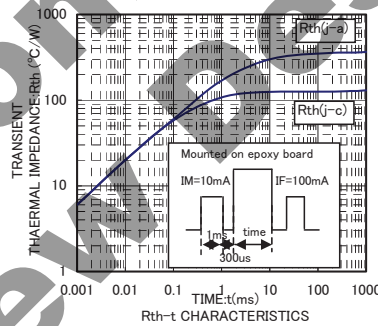 1000
Rth(j-a)
100
Rth(j-c)
Mounted on epoxy board
IM=10mA
IF=100mA
1ms
time
300us
10
1
0.001
0.01
0.1
1
10
100
1000
TRANSIENT
THAERMAL IMPEDANCE:Rth (℃/W)
TIME:t(ms)
Rth-t CHARACTERISTICS